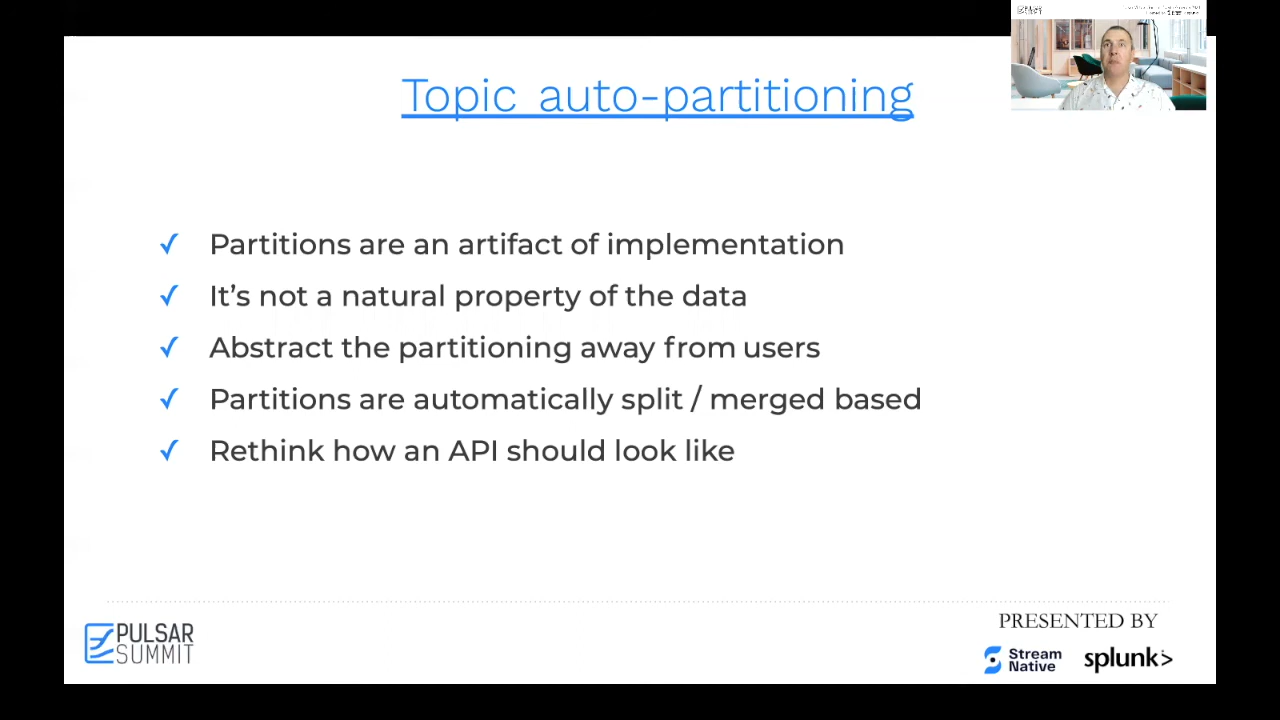 Topic auto-partitioning
✓ Partitions are an artifact of implementation
✓ It's not a natural property of the data
✓ Abstract the partitioning away from users
✓ Partitions are automatically split / merged based
✓ Rethink how an API should look like
PULSAR
SUMMIT
PRESENTED BY
Stream
Native
splunk>